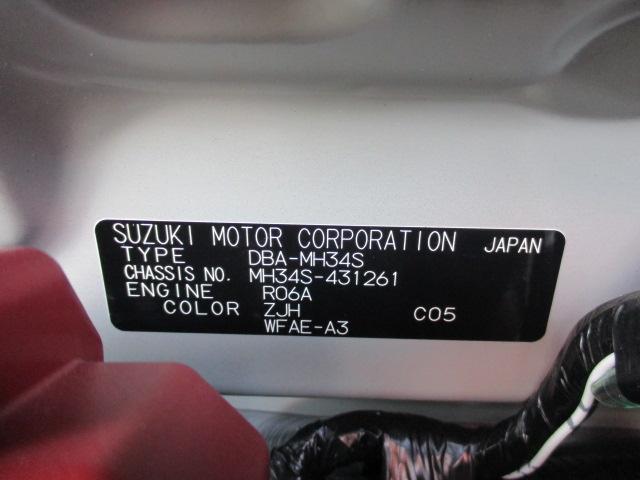 SUZUKI MOTOR CORPORATION JAPAN
TYPE DBA-MH34S
CHASSIS NO. MH34S-431261
ENGINE R06A
COLOR ZJH C05
WFAE-A3